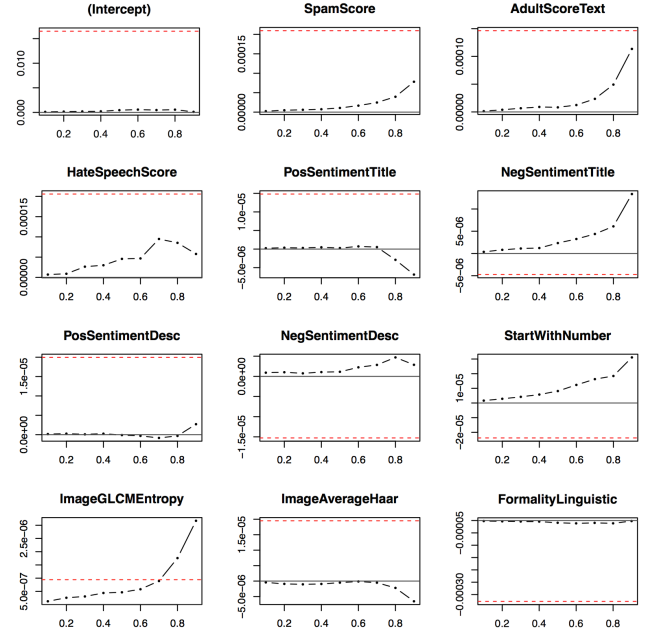 (Intercept)
0.010
0.000
0.2 0.4 0.6 0.8
SpamScore
0.00015
0.00000
0.2 0.4 0.6 0.8
AdultScoreText
0.00010
0.00000
0.2 0.4 0.6 0.8
HateSpeechScore
0.00015
0.00000
0.2 0.4 0.6 0.8
PosSentimentTitle
1.0e-05
-5.0e-06
0.2 0.4 0.6 0.8
NegSentimentTitle
5e-06
-5e-06
0.2 0.4 0.6 0.8
PosSentimentDesc
1.5e-05
0.0e+00
0.2 0.4 0.6 0.8
NegSentimentDesc
0.0e+00
-1.5e-05
0.2 0.4 0.6 0.8
StartWithNumber
1e-05
-2e-05
0.2 0.4 0.6 0.8
ImageGLCMEntropy
2.5e-06
5.0e-07
0.2 0.4 0.6 0.8
ImageAverageHaar
1.5e-05
-5.0e-06
0.2 0.4 0.6 0.8
FormalityLinguistic
-0.00005
-0.00030
0.2 0.4 0.6 0.8